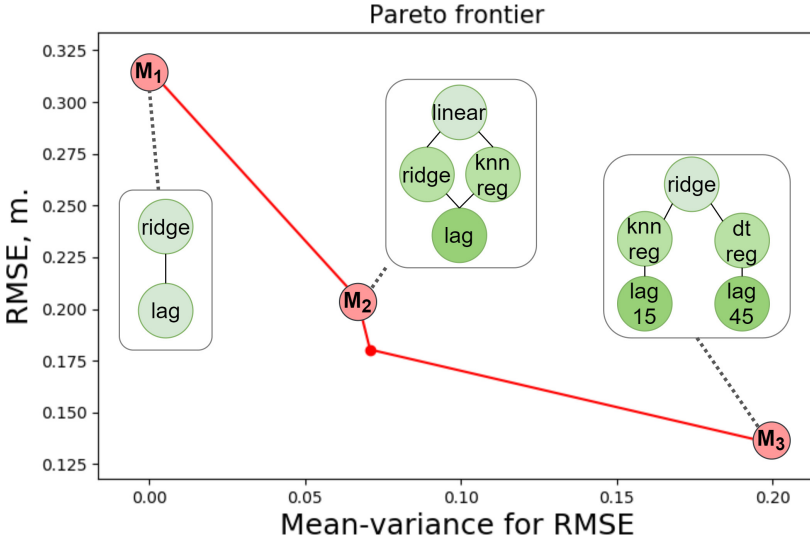 Pareto frontier
RMSE, m.
0.325
0.300
0.275
0.250
0.225
0.200
0.175
0.150
0.125
0.00
0.05
0.10
0.15
0.20
Mean-variance for RMSE
M₁
ridge
lag
M₂
linear
ridge
knn
reg
lag
M₃
ridge
knn
reg
dt
reg
lag
15
lag
45